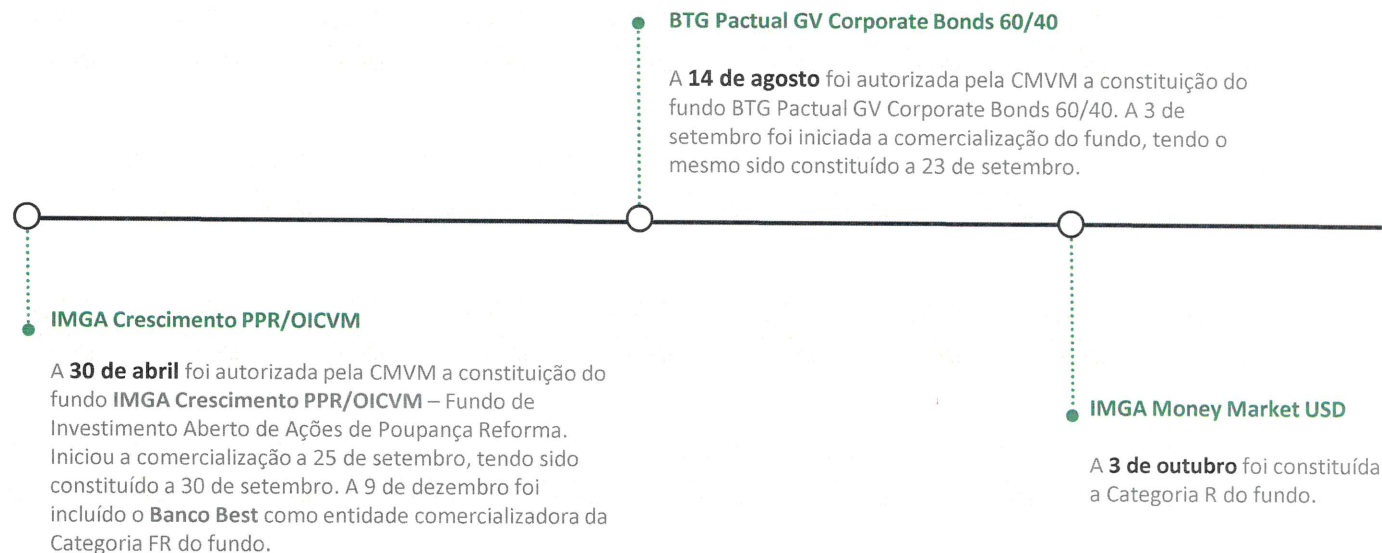 BTG Pactual GV Corporate Bonds 60/40
A 14 de agosto foi autorizada pela CMVM a constituição do
fundo BTG Pactual GV Corporate Bonds 60/40. A 3 de
setembro foi iniciada a comercialização do fundo, tendo o
mesmo sido constituído a 23 de setembro.
IMGA Crescimento PPR/OICVM
A 30 de abril foi autorizada pela CMVM a constituição do
fundo IMGA Crescimento PPR/OICVM – Fundo de
Investimento Aberto de Ações de Poupança Reforma.
Iniciou a comercialização a 25 de setembro, tendo sido
constituído a 30 de setembro. A 9 de dezembro foi
incluído o Banco Best como entidade comercializadora da
Categoria FR do fundo.
IMGA Money Market USD
A 3 de outubro foi constituída
a Categoria R do fundo.